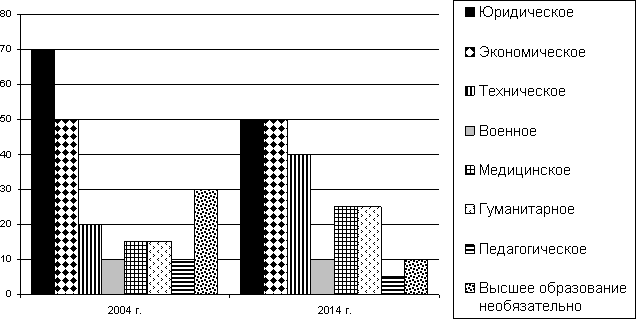 80
70
60
50
40
30
20
10
0
2004 г.
2014 г.
Юридическое
Экономическое
Техническое
Военное
Медицинское
Гуманитарное
Педагогическое
Высшее образование
необязательно